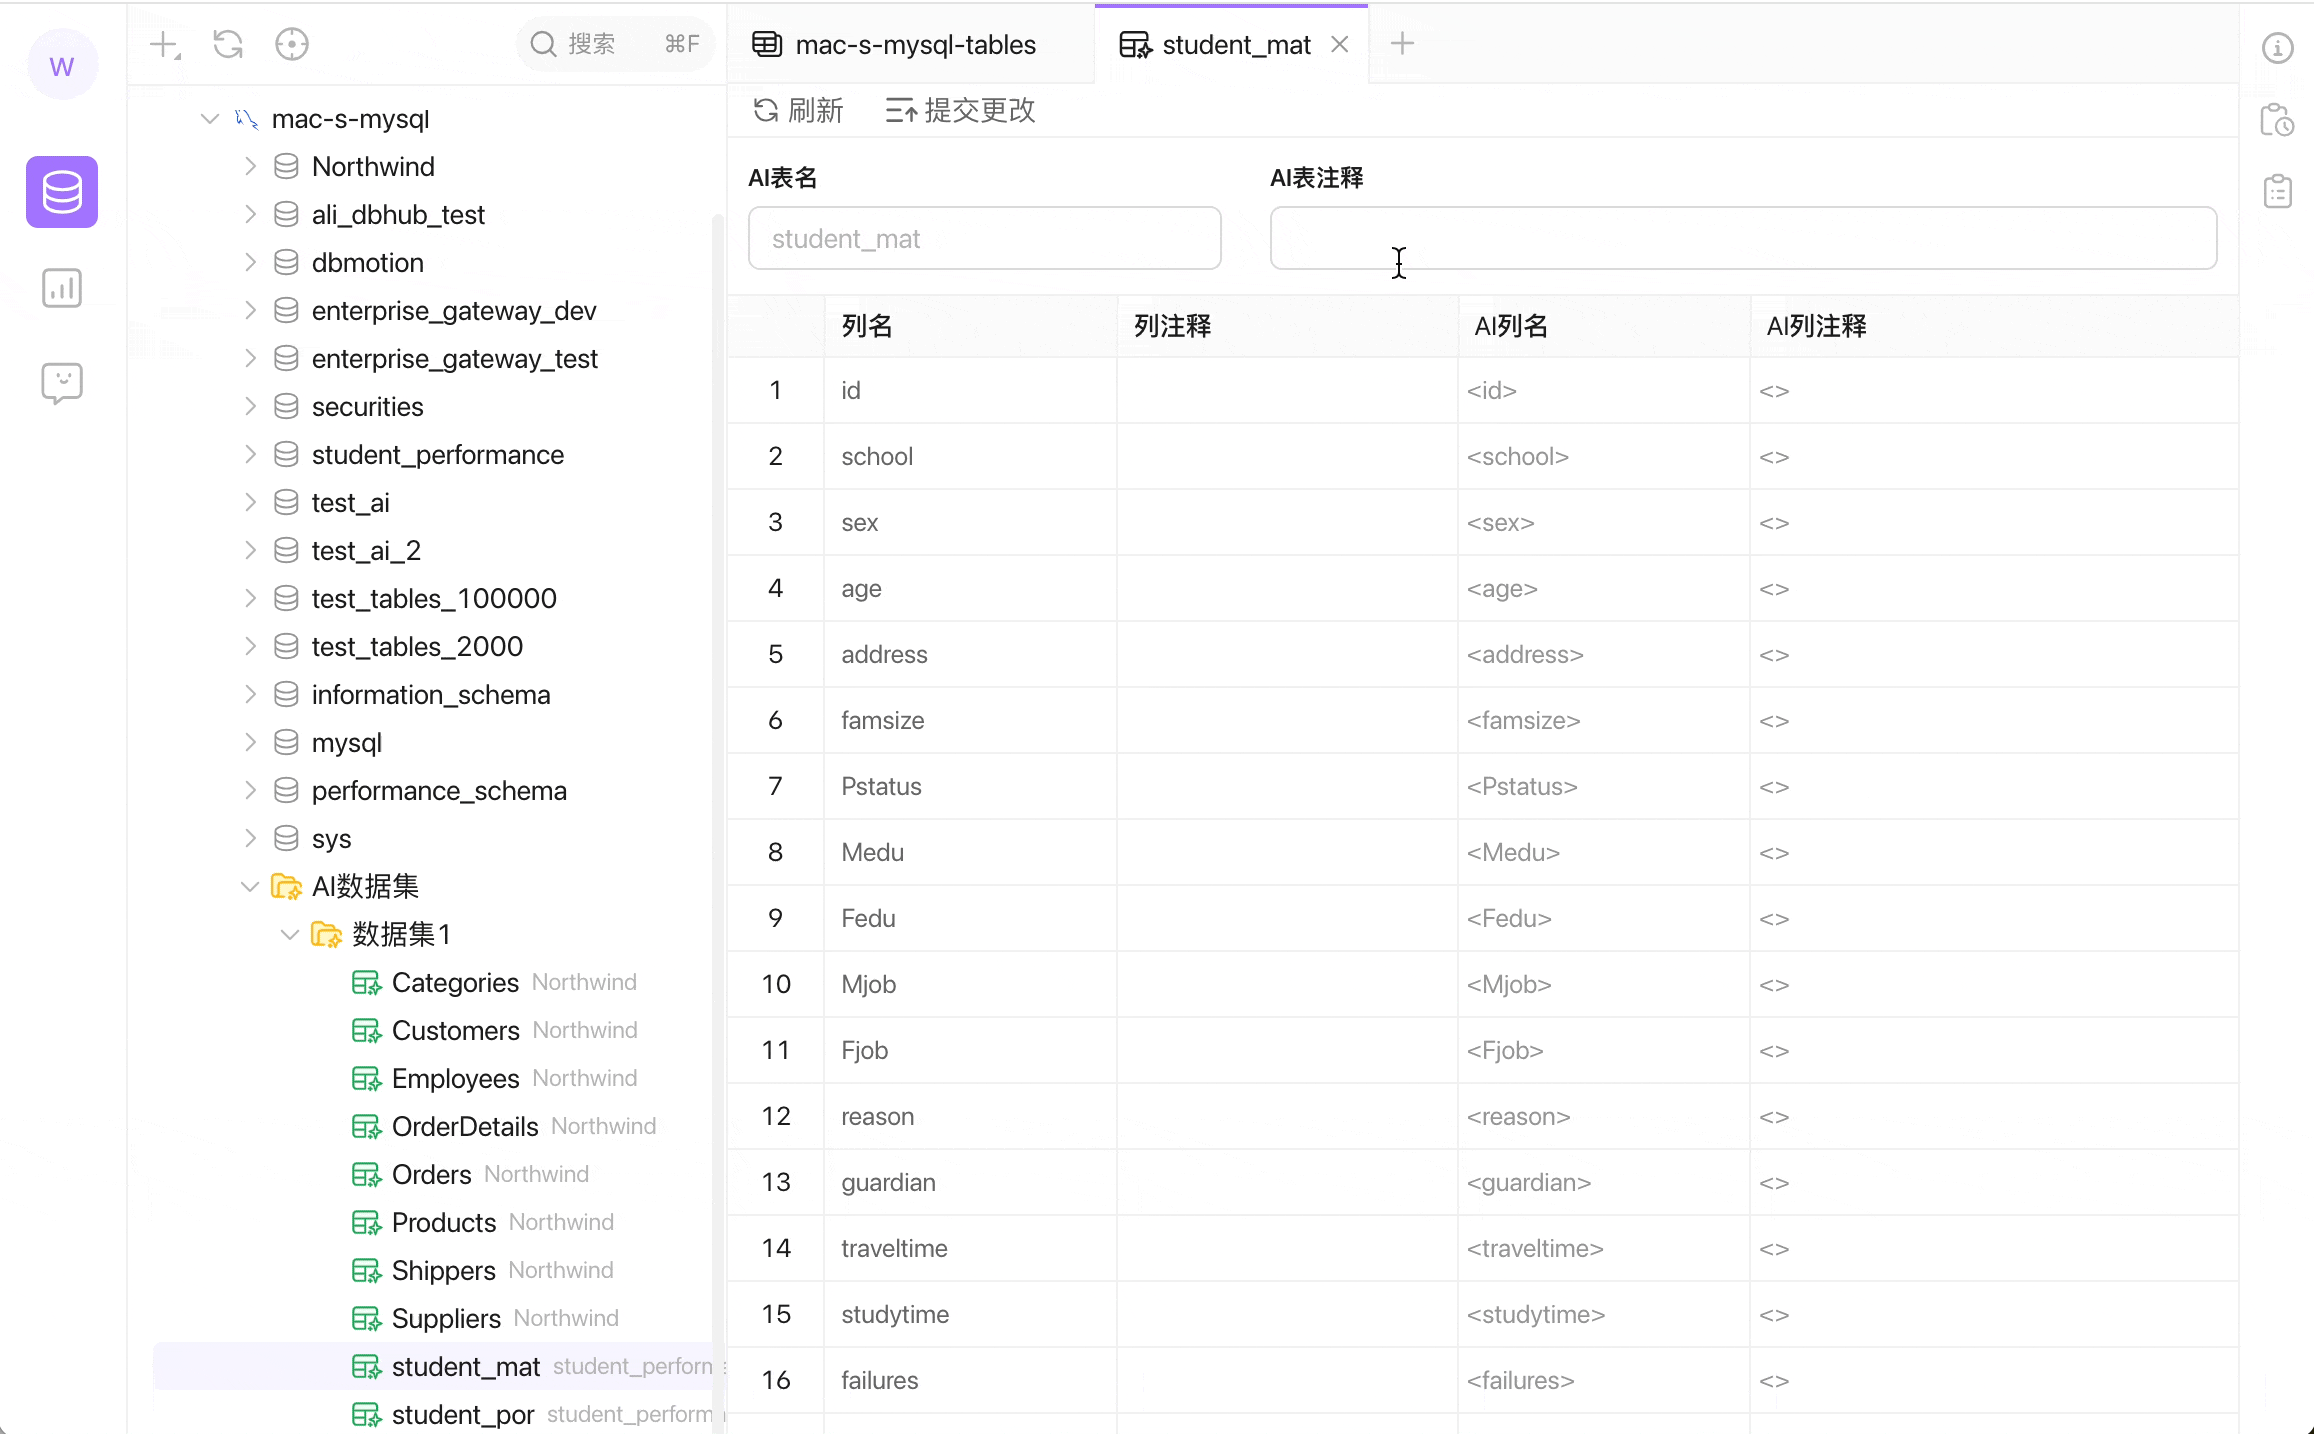 W
搜索 ⌘F
mac-s-mysql
Northwind
ali_dbhub_test
dbmotion
enterprise_gateway_dev
enterprise_gateway_test
securities
student_performance
test_ai
test_ai_2
test_tables_100000
test_tables_2000
information_schema
mysql
performance_schema
sys
AI数据集
数据集1
Categories Northwind
Customers Northwind
Employees Northwind
OrderDetails Northwind
Orders Northwind
Products Northwind
Shippers Northwind
Suppliers Northwind
student_mat student_perform
student_por student_perform
mac-s-mysql-tables student_mat
刷新 提交更改
AI表名 AI表注释
student_mat
列名 列注释 AI列名 AI列注释
1 id <id> <>
2 school <school> <>
3 sex <sex> <>
4 age <age> <>
5 address <address> <>
6 famsize <famsize> <>
7 Pstatus <Pstatus> <>
8 Medu <Medu> <>
9 Fedu <Fedu> <>
10 Mjob <Mjob> <>
11 Fjob <Fjob> <>
12 reason <reason> <>
13 guardian <guardian> <>
14 traveltime <traveltime> <>
15 studytime <studytime> <>
16 failures <failures> <>